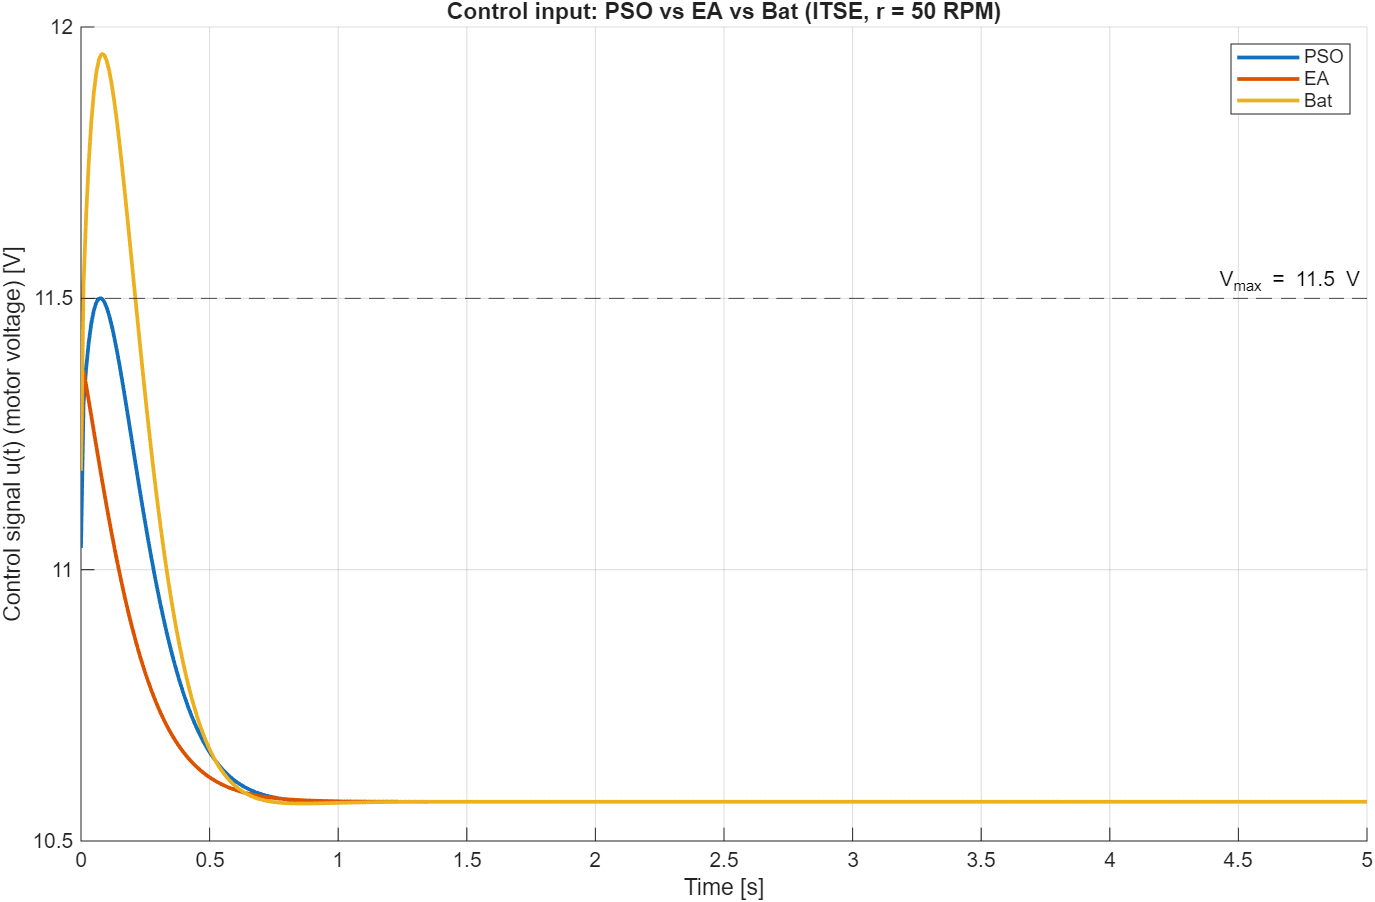 Control input: PSO vs EA vs Bat (ITSE, r = 50 RPM)
PSO
EA
Bat
V_max = 11.5 V
12
11.5
11
10.5
Control signal u(t) (motor voltage) [V]
0 0.5 1 1.5 2 2.5 3 3.5 4 4.5 5
Time [s]